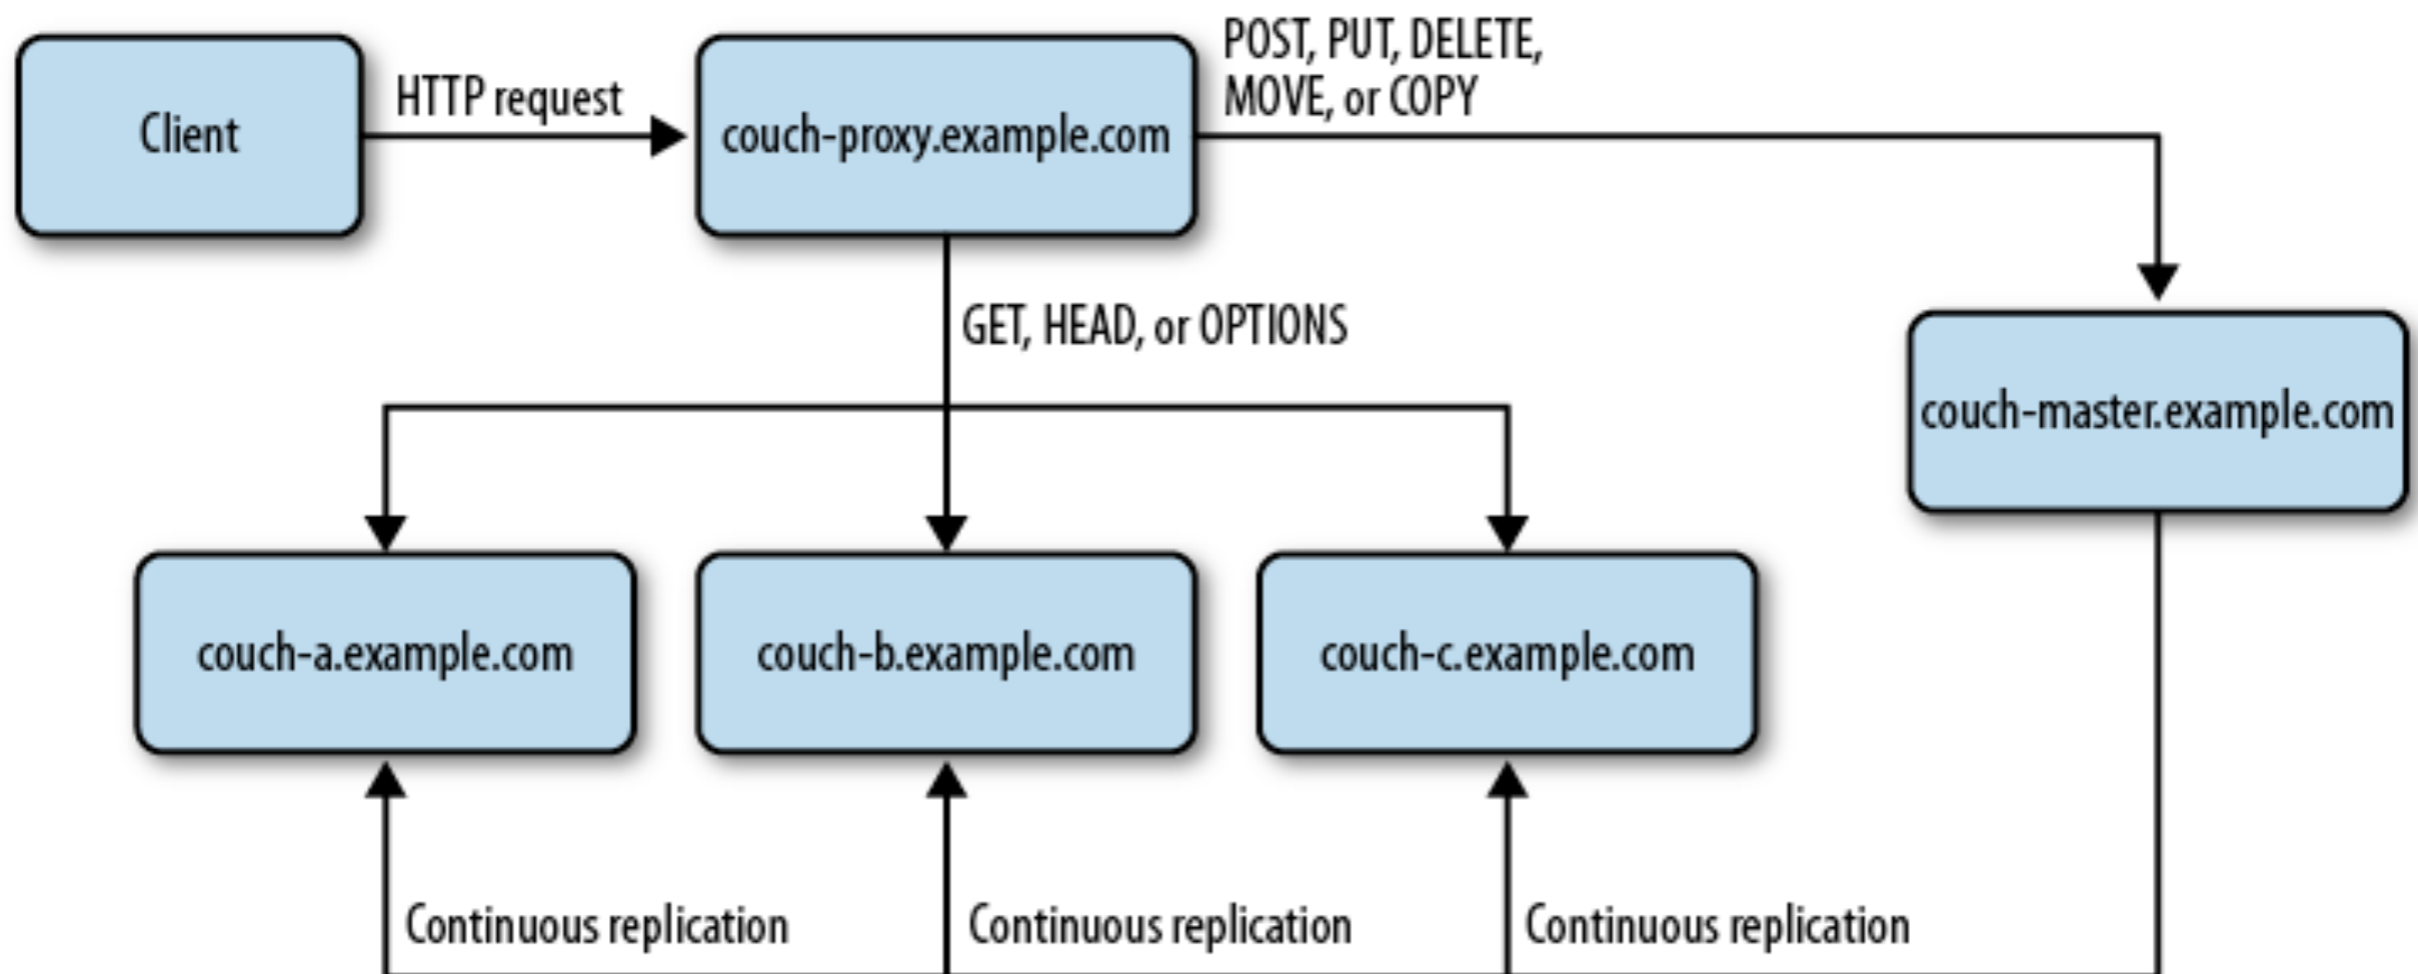 Client
HTTP request
couch-proxy.example.com
POST, PUT, DELETE,
MOVE, or COPY
GET, HEAD, or OPTIONS
couch-master.example.com
couch-a.example.com
couch-b.example.com
couch-c.example.com
Continuous replication
Continuous replication
Continuous replication